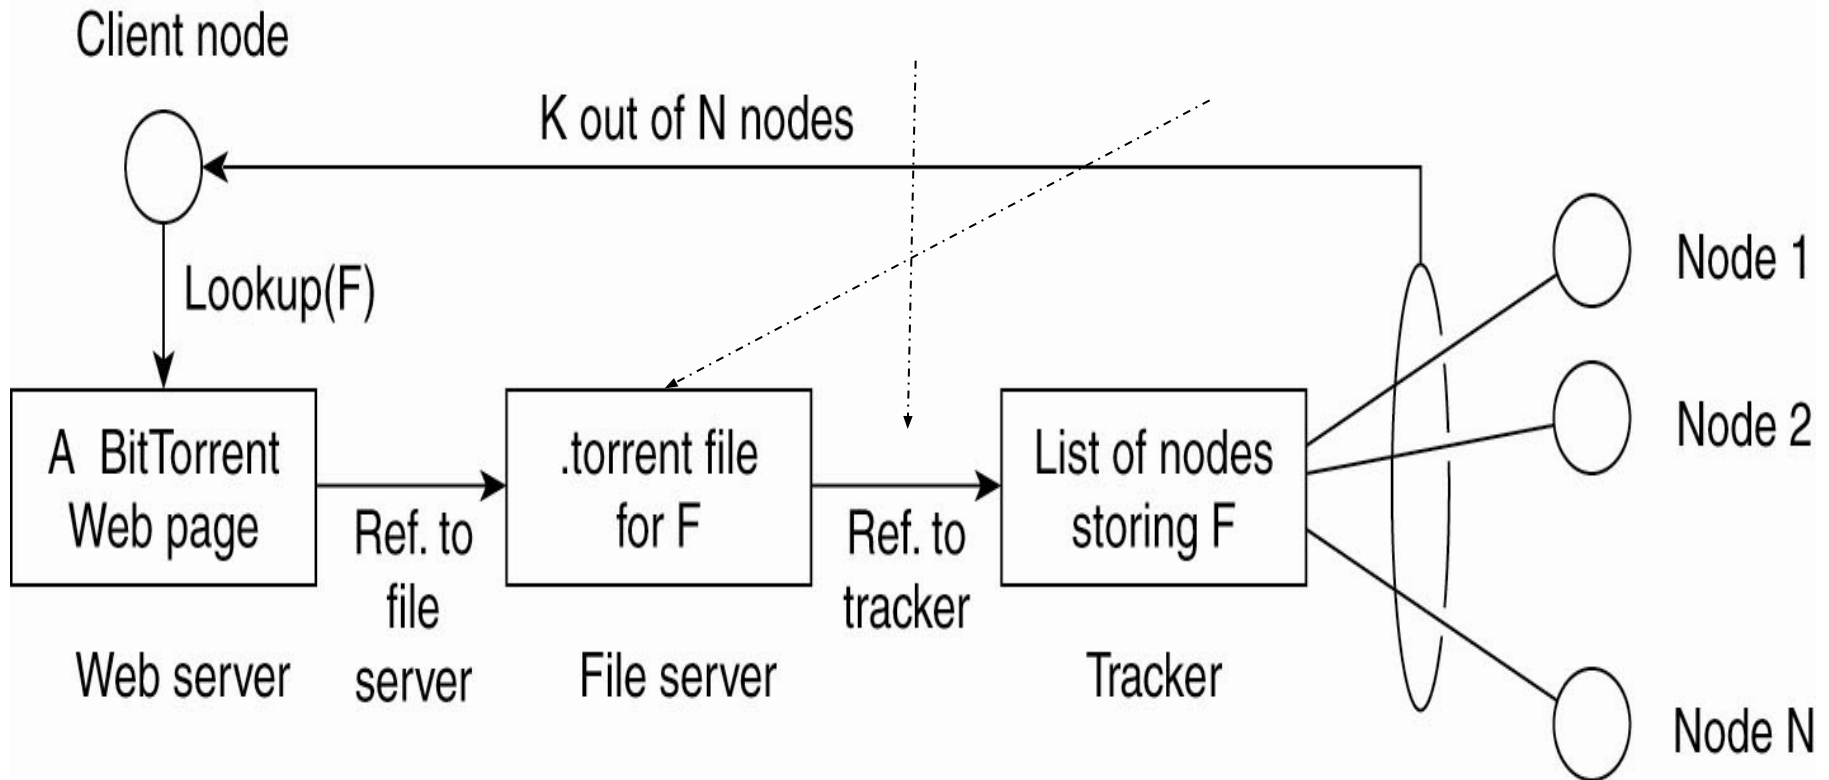 Client node
K out of N nodes
Lookup(F)
Node 1
Node 2
A BitTorrent
Web page
Ref. to
file
server
.torrent file
for F
Ref. to
tracker
List of nodes
storing F
Web server
File server
Tracker
Node N